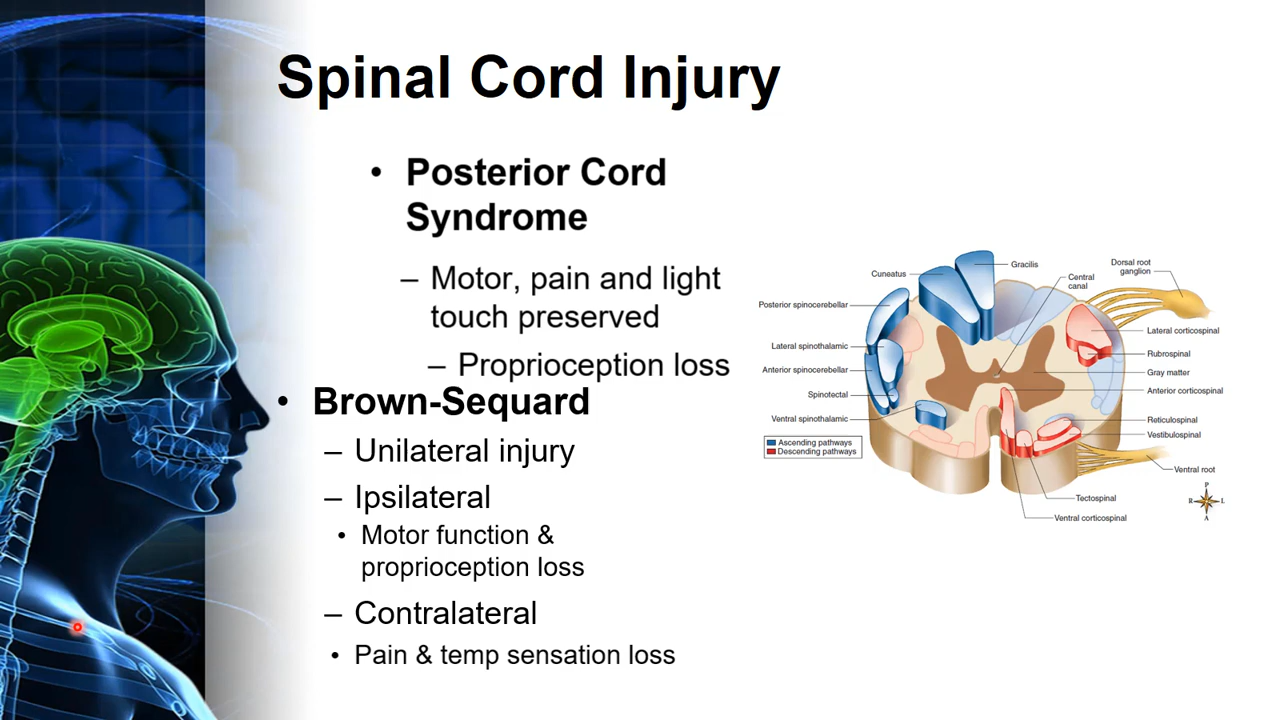 Spinal Cord Injury
• Posterior Cord
Syndrome
– Motor, pain and light
touch preserved
– Proprioception loss
• Brown-Sequard
– Unilateral injury
– Ipsilateral
• Motor function &
proprioception loss
– Contralateral
• Pain & temp sensation loss
Cuneatus
Gracilis
Central
canal
Dorsal root
ganglion
Posterior spinocerebellar
Lateral spinothalamic
Anterior spinocerebellar
Spinotectal
Ventral spinothalamic
Lateral corticospinal
Rubrospinal
Gray matter
Anterior corticospinal
Reticulospinal
Vestibulospinal
Ventral root
Tectospinal
Ventral corticospinal
Ascending pathways
Descending pathways
P
R L
A